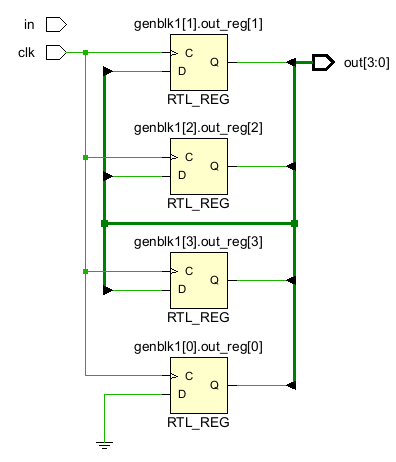 genblk1[1].out_reg[1]
in
clk
C
D
Q
out[3:0]
RTL_REG
genblk1[2].out_reg[2]
C
D
Q
RTL_REG
genblk1[3].out_reg[3]
C
D
Q
RTL_REG
genblk1[0].out_reg[0]
C
D
Q
RTL_REG